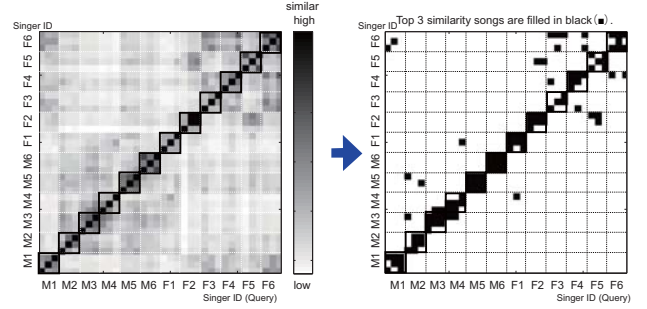 similar
high
Singer ID
F6
F5
F4
F3
F2
F1
M6
M5
M4
M3
M2
M1
M1 M2 M3 M4 M5 M6 F1 F2 F3 F4 F5 F6
Singer ID (Query)
low
Top 3 similarity songs are filled in black(■).
Singer ID
F6
F5
F4
F3
F2
F1
M6
M5
M4
M3
M2
M1
M1 M2 M3 M4 M5 M6 F1 F2 F3 F4 F5 F6
Singer ID (Query)